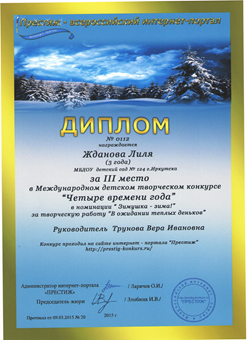 Престиж - всероссийский интернет-портал
ДИПЛОМ
№ 0112
награждается
Жданова Лиля
(3 года)
МБДОУ детский сад № 124 г.Иркутска
за III место
в Международном детском творческом конкурсе
"Четыре времени года"
в номинации "Зимушка - зима!"
за творческую работу "В ожидании теплых деньков"
Руководитель Трунова Вера Ивановна
Конкурс проходил на сайте интернет - портала "Престиж"
http://prestig-konkurs.ru/
Администратор интернет-портала
«ПРЕСТИЖ» / Ларичев О.И./
Председатель жюри / Злобина И.В./
Протокол от 09.03.2015 № 20 2015 г